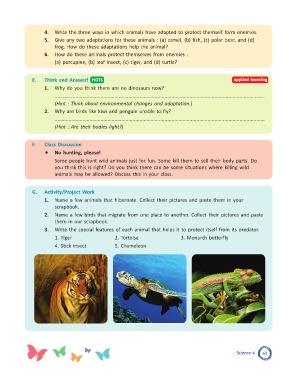 4. Write the three ways in which animals have adapted to protect themself form enemies.
5. Give any two adaptations for these animals : (a) camel, (b) fish, (c) polar bear, and (d)
frog. How do these adaptations help the animal?
6. How do these animals protect themselves from enemies :
(a) porcupine, (b) leaf insect, (c) tiger, and (d) turtle?
E. Think and Answer! HOTS applied learning
1. Why do you think there are no dinosaurs now?
(Hint : Think about environmental changes and adaptation.)
2. Why are birds like kiwi and penguin unable to fly?
(Hint : Are their bodies light?)
F. Class Discussion
• No hunting, please!
Some people hunt wild animals just for fun. Some kill them to sell their body parts. Do
you think this is right? Do you think there can be some situations where killing wild
animals may be allowed? Discuss this in your class.
G. Activity/Project Work
1. Name a few animals that hibernate. Collect their pictures and paste them in your
scrapbook.
2. Name a few birds that migrate from one place to another. Collect their pictures and paste
them in our scrapbook.
3. Write the special features of each animal that helps it to protect itself from its predator.
1. Tiger 2. Tortoise 3. Monarch butterfly
4. Stick insect 5. Chameleon
Science-4 63